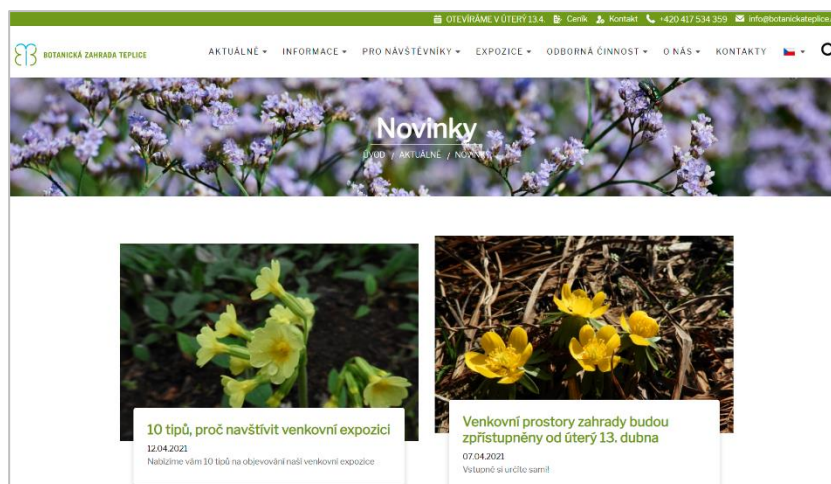 OTEVÍRÁME V ÚTERÝ 13.4. Ceník Kontakt +420 417 534 359 info@botanickateplice.
BOTANICKÁ ZAHRADA TEPLICE AKTUÁLNĚ INFORMACE PRO NÁVŠTĚVNÍKY EXPOZICE ODBORNÁ ČINNOST O NÁS KONTAKTY
Novinky
ÚVOD / AKTUÁLNĚ / NOVINKY
10 tipů, proč navštívit venkovní expozici
12.04.2021
Nabízíme vám 10 tipů na objevování naší venkovní expozice
Venkovní prostory zahrady budou
zpřístupněny od úterý 13. dubna
07.04.2021
Vstupné si určíte sami!